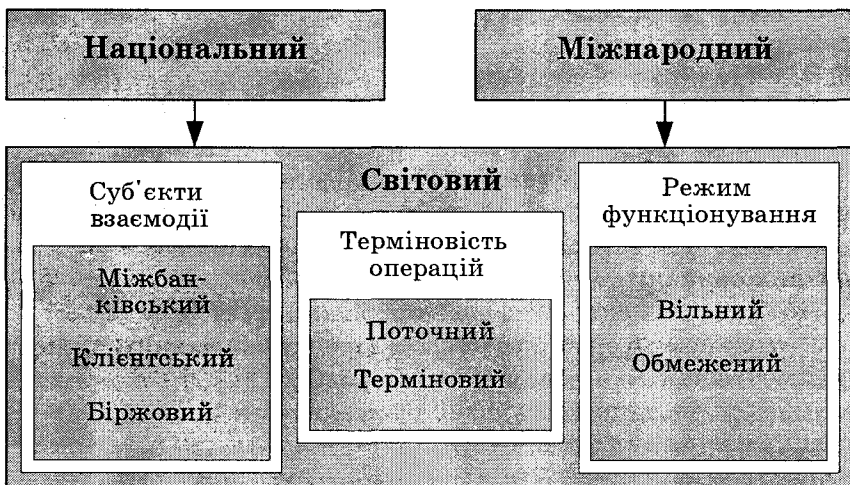 Національний
Міжнародний
Світовий
Суб'єкти
взаємодії
Міжбан-
ківський
Клієнтський
Біржовий
Терміновість
операцій
Поточний
Терміновий
Режим
функціонування
Вільний
Обмежений